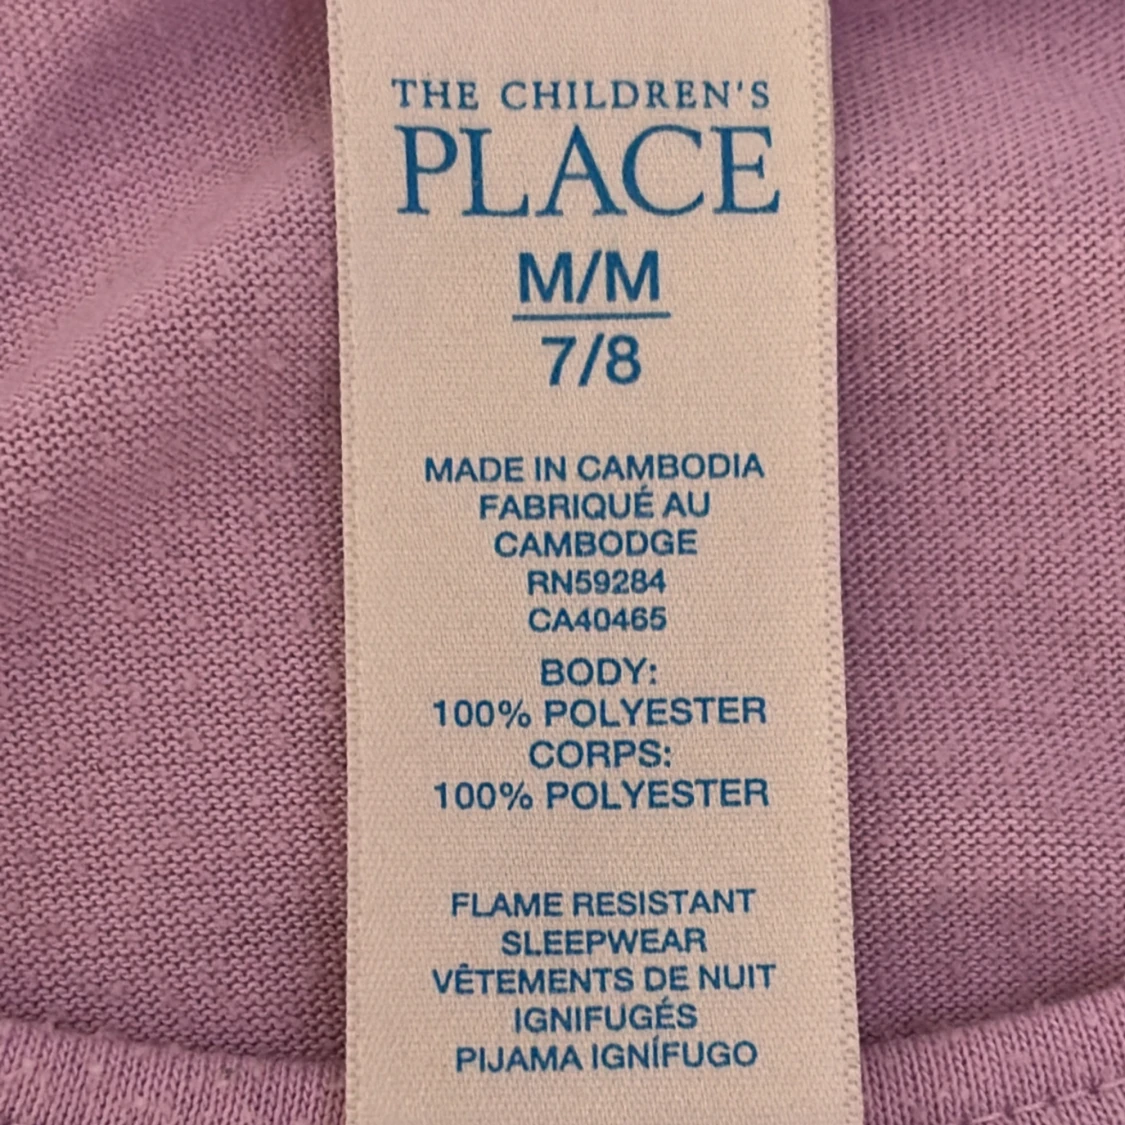 THE CHILDREN'S
PLACE
M/M
7/8
MADE IN CAMBODIA
FABRIQUÉ AU
CAMBODGE
RN59284
CA40465
BODY:
100% POLYESTER
CORPS:
100% POLYESTER
FLAME RESISTANT
SLEEPWEAR
VÊTEMENTS DE NUIT
IGNIFUGÉS
PIJAMA IGNÍFUGO